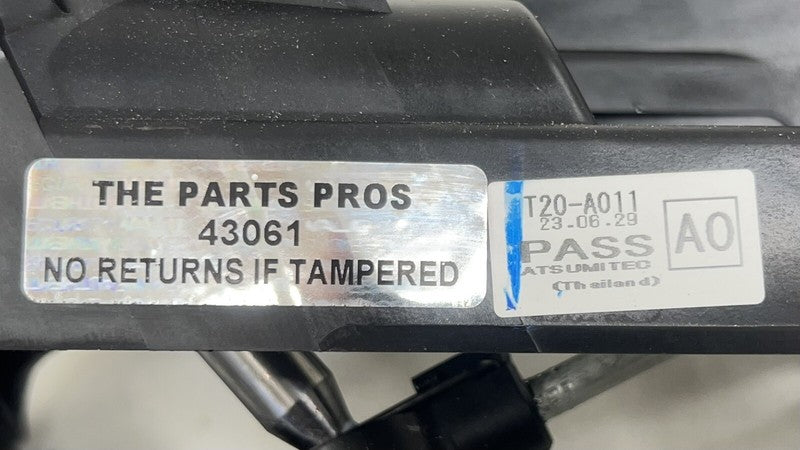 THE PARTS PROS
43061
NO RETURNS IF TAMPERED
T20-A011
23.06.29
PASS
ATSUMITEC
(Thailand)
A0